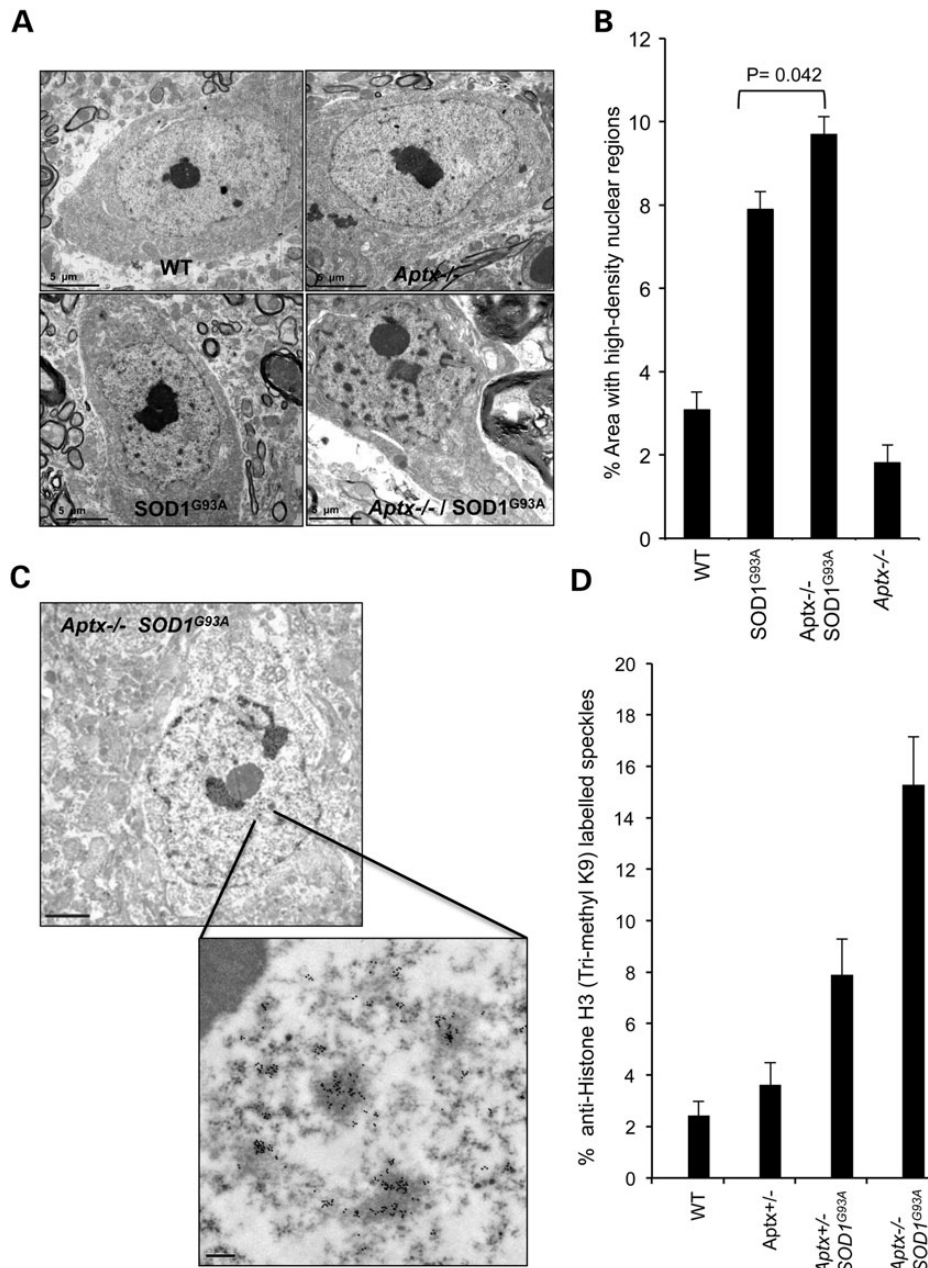 A
WT
5 µm
Aptx-/-
5 µm
SOD1G93A
5 µm
Aptx-/- / SOD1G93A
5 µm
B
% Area with high-density nuclear regions
12
10
8
6
4
2
0
P= 0.042
WT
SOD1G93A
Aptx-/-
SOD1G93A
Aptx-/-
C
Aptx-/- SOD1G93A
D
% anti-Histone H3 (Tri-methyl K9) labelled speckles
20
18
16
14
12
10
8
6
4
2
0
WT
Aptx+/-
Aptx+/-
SOD1G93A
Aptx-/-
SOD1G93A